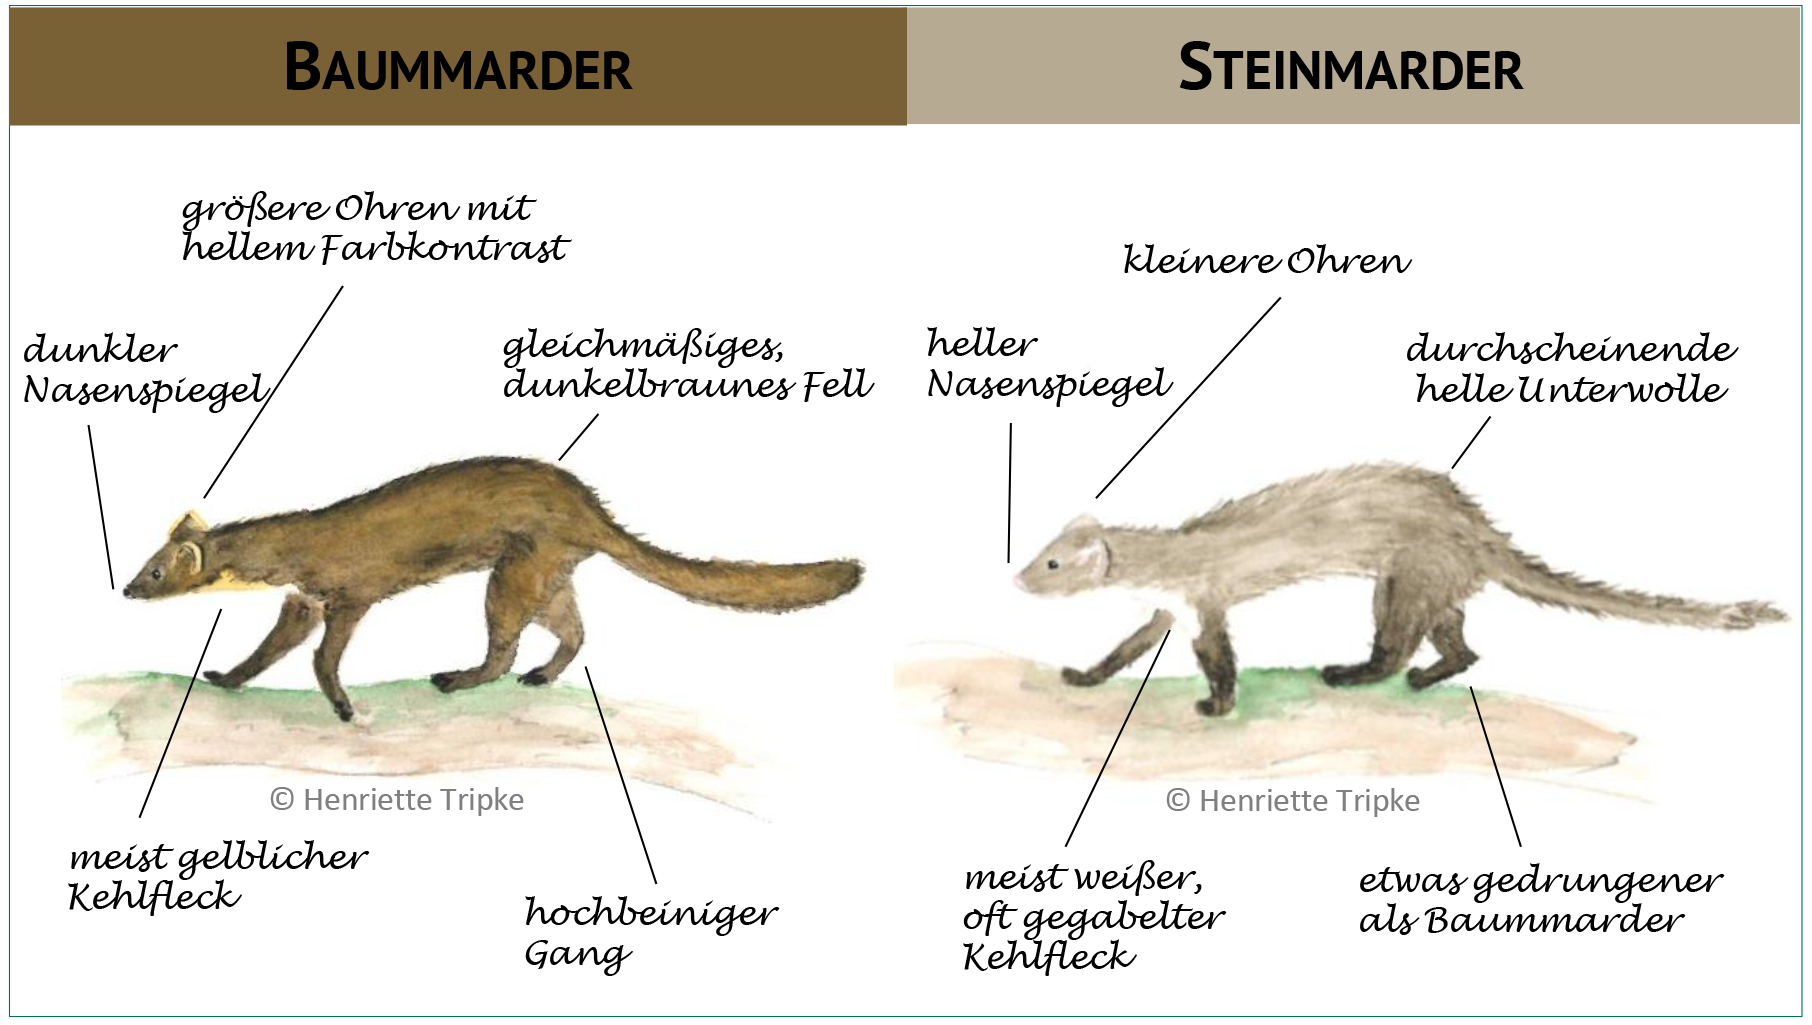 BAUMMARDER
größere Ohren mit
hellem Farbkontrast
dunkler
Nasenspiegel
gleichmäßiges,
dunkelbraunes Fell
© Henriette Tripke
meist gelblicher
Kehlfleck
hochbeiniger
Gang
STEINMARDER
kleinere Ohren
heller
Nasenspiegel
durchscheinende
helle Unterwolle
© Henriette Tripke
meist weißer,
oft gegabelter
Kehlfleck
etwas gedrungener
als Baummarder